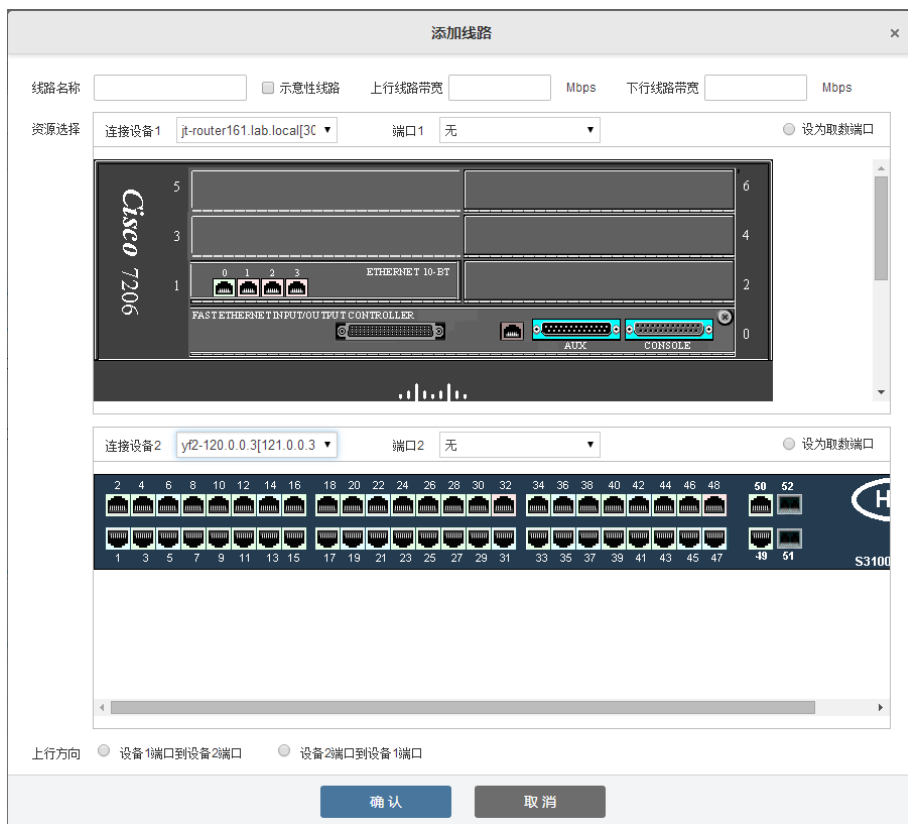 添加线路 ×
线路名称 示意性线路 上行线路带宽 Mbps 下行线路带宽 Mbps
资源选择 连接设备1 jt-router161.lab.local[30 端口1 无 设为取数端口
Cisco 7206
5 6
3 4
0 1 2 3 ETHERNET 10-BT
1 2
FAST ETHERNET INPUT/OUTPUT CONTROLLER
0
AUX CONSOLE
连接设备2 yf2-120.0.0.3[121.0.0.3 端口2 无 设为取数端口
2 4 6 8 10 12 14 16 18 20 22 24 26 28 30 32 34 36 38 40 42 44 46 48 50 52
H
1 3 5 7 9 11 13 15 17 19 21 23 25 27 29 31 33 35 37 39 41 43 45 47 49 51
S3100
上行方向 设备1端口到设备2端口 设备2端口到设备1端口
确认 取消